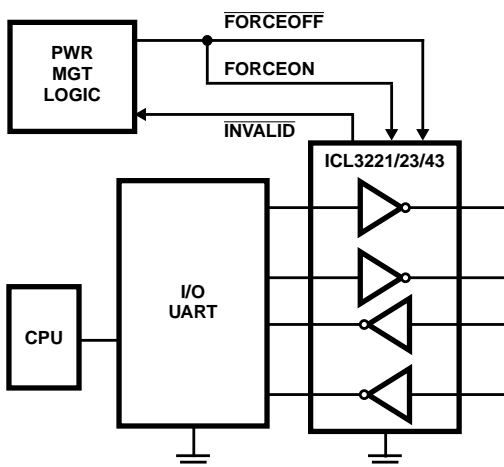 FORCEOFF
PWR
MGT
LOGIC
FORCEON
INVALID
ICL3221/23/43
I/O
UART
CPU